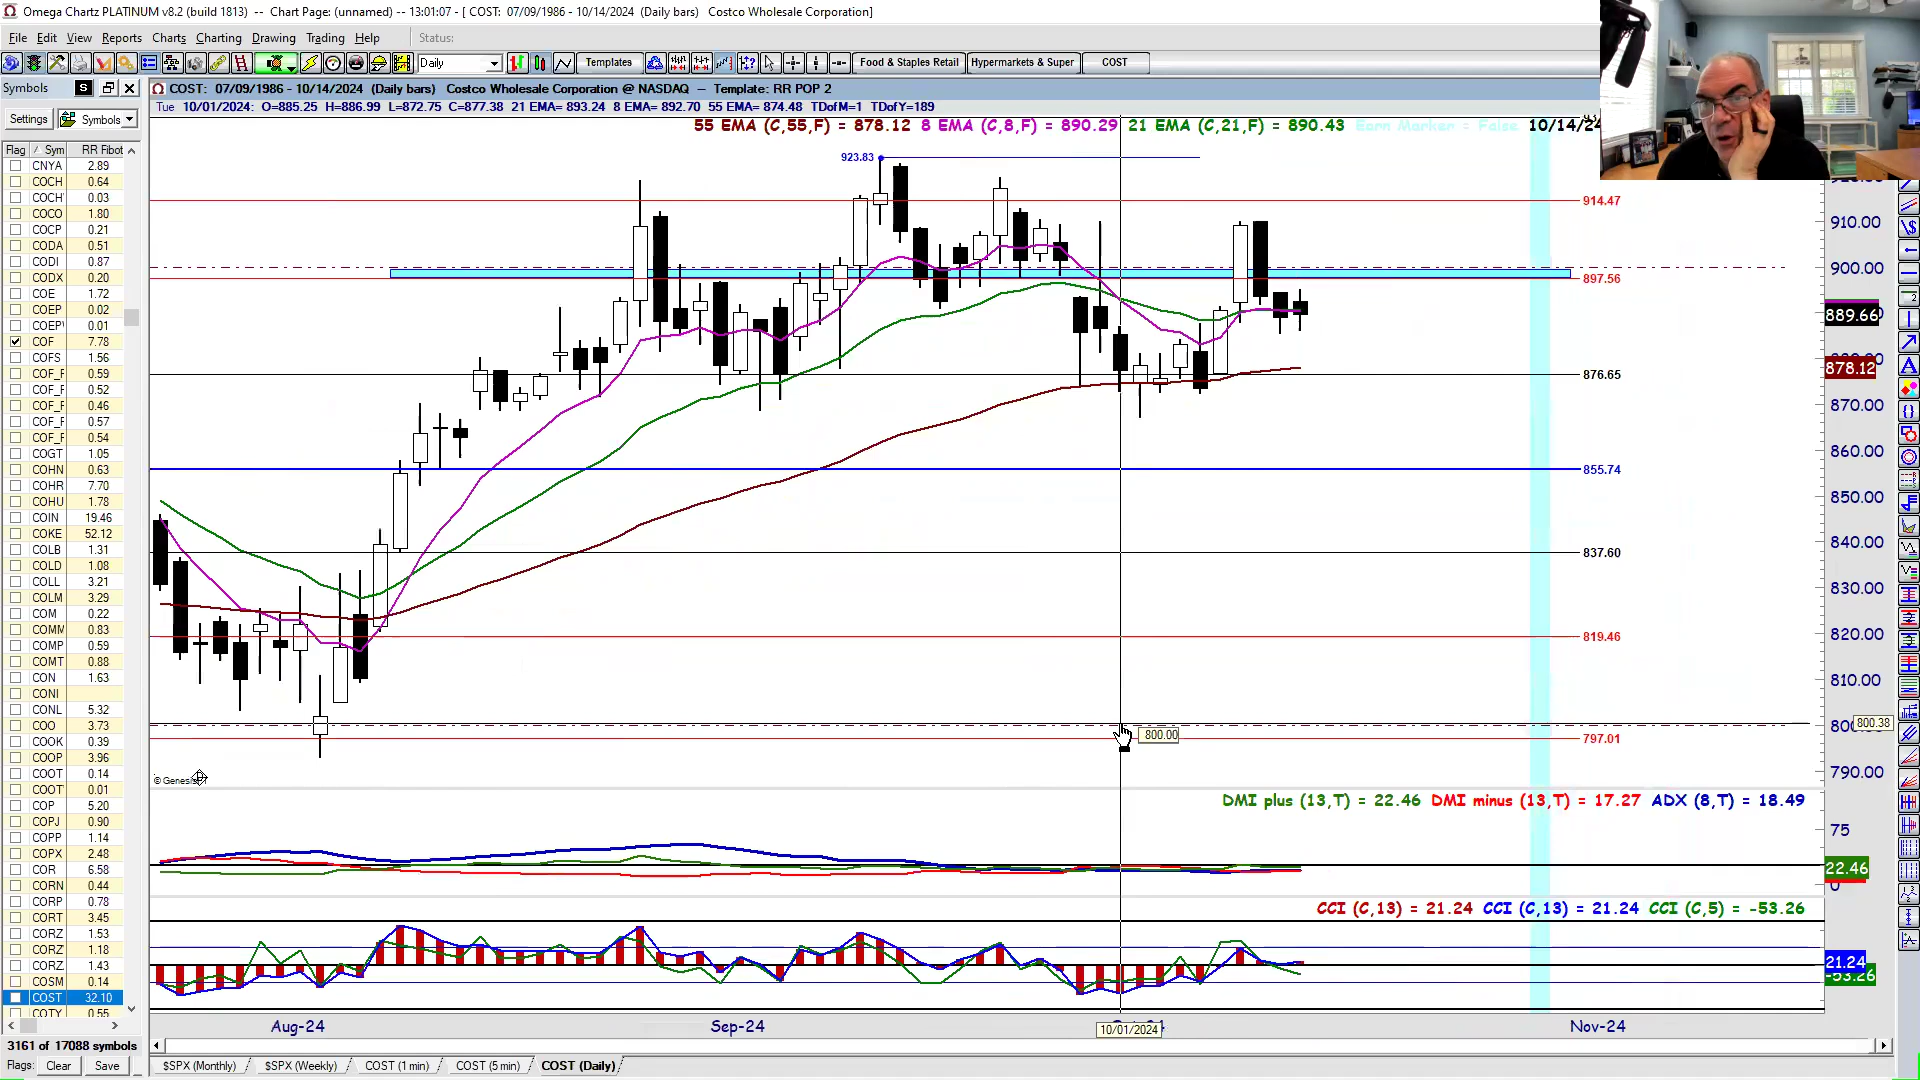 Omega Chartz PLATINUM v8.2 (build 1813)  --  Chart Page: (unnamed)  --  13:01:07 - [ COST:  07/09/1986 - 10/14/2024  (Daily bars)   Costco Wholesale Corporation]
File Edit View Reports Charts Charting Drawing Trading Help Status:
Daily Templates Food & Staples Retail Hypermarkets & Super COST
Symbols S
COST:  07/09/1986 - 10/14/2024  (Daily bars)   Costco Wholesale Corporation @ NASDAQ  --  Template: RR POP 2
Tue 10/01/2024: O=885.25 H=886.99 L=872.75 C=877.38 21 EMA= 893.24 8 EMA= 892.70 55 EMA= 874.48 TDofM=1 TDofY=189
Settings Symbols
55 EMA (C,55,F) = 878.12 8 EMA (C,8,F) = 890.29 21 EMA (C,21,F) = 890.43 Earn Marker = False 10/14/24
Flag Sym RR Fibot
CNYA 2.89
COCH 0.64
COCH' 0.03
COCO 1.80
COCP 0.21
CODA 0.51
CODI 0.87
CODX 0.20
COE 1.72
COEP 0.02
COEP' 0.01
COF 7.78
COFS 1.56
COF_F 0.59
COF_F 0.52
COF_F 0.46
COF_F 0.57
COF_F 0.54
COGT 1.05
COHN 0.63
COHR 7.70
COHU 1.78
COIN 19.46
COKE 52.12
COLB 1.31
COLD 1.08
COLL 3.21
COLM 3.29
COM 0.22
COMM 0.83
COMP 0.59
COMT 0.88
CON 1.63
CONI
CONL 5.32
COO 3.73
COOK 0.39
COOP 3.96
COOT 0.14
COOT' 0.01
COP 5.20
COPJ 0.90
COPP 1.14
COPX 2.48
COR 6.58
CORN 0.44
CORP 0.78
CORT 3.45
CORZ 1.53
CORZ 1.18
CORZ 1.43
COSM 0.14
COST 32.10
COTY 0.55
3161 of 17088 symbols
Flags: Clear Save
923.83
914.47
910.00
900.00
897.56
889.66
878.12
876.65
870.00
860.00
855.74
850.00
840.00
837.60
830.00
820.00
819.46
810.00
800.38
800.00
797.01
790.00
© Genesis
DMI plus (13,T) = 22.46 DMI minus (13,T) = 17.27 ADX (8,T) = 18.49
75
22.46
0
CCI (C,13) = 21.24 CCI (C,13) = 21.24 CCI (C,5) = -53.26
21.24
-53.26
Aug-24 Sep-24 10/01/2024 Nov-24
$SPX (Monthly) $SPX (Weekly) COST (1 min) COST (5 min) COST (Daily)